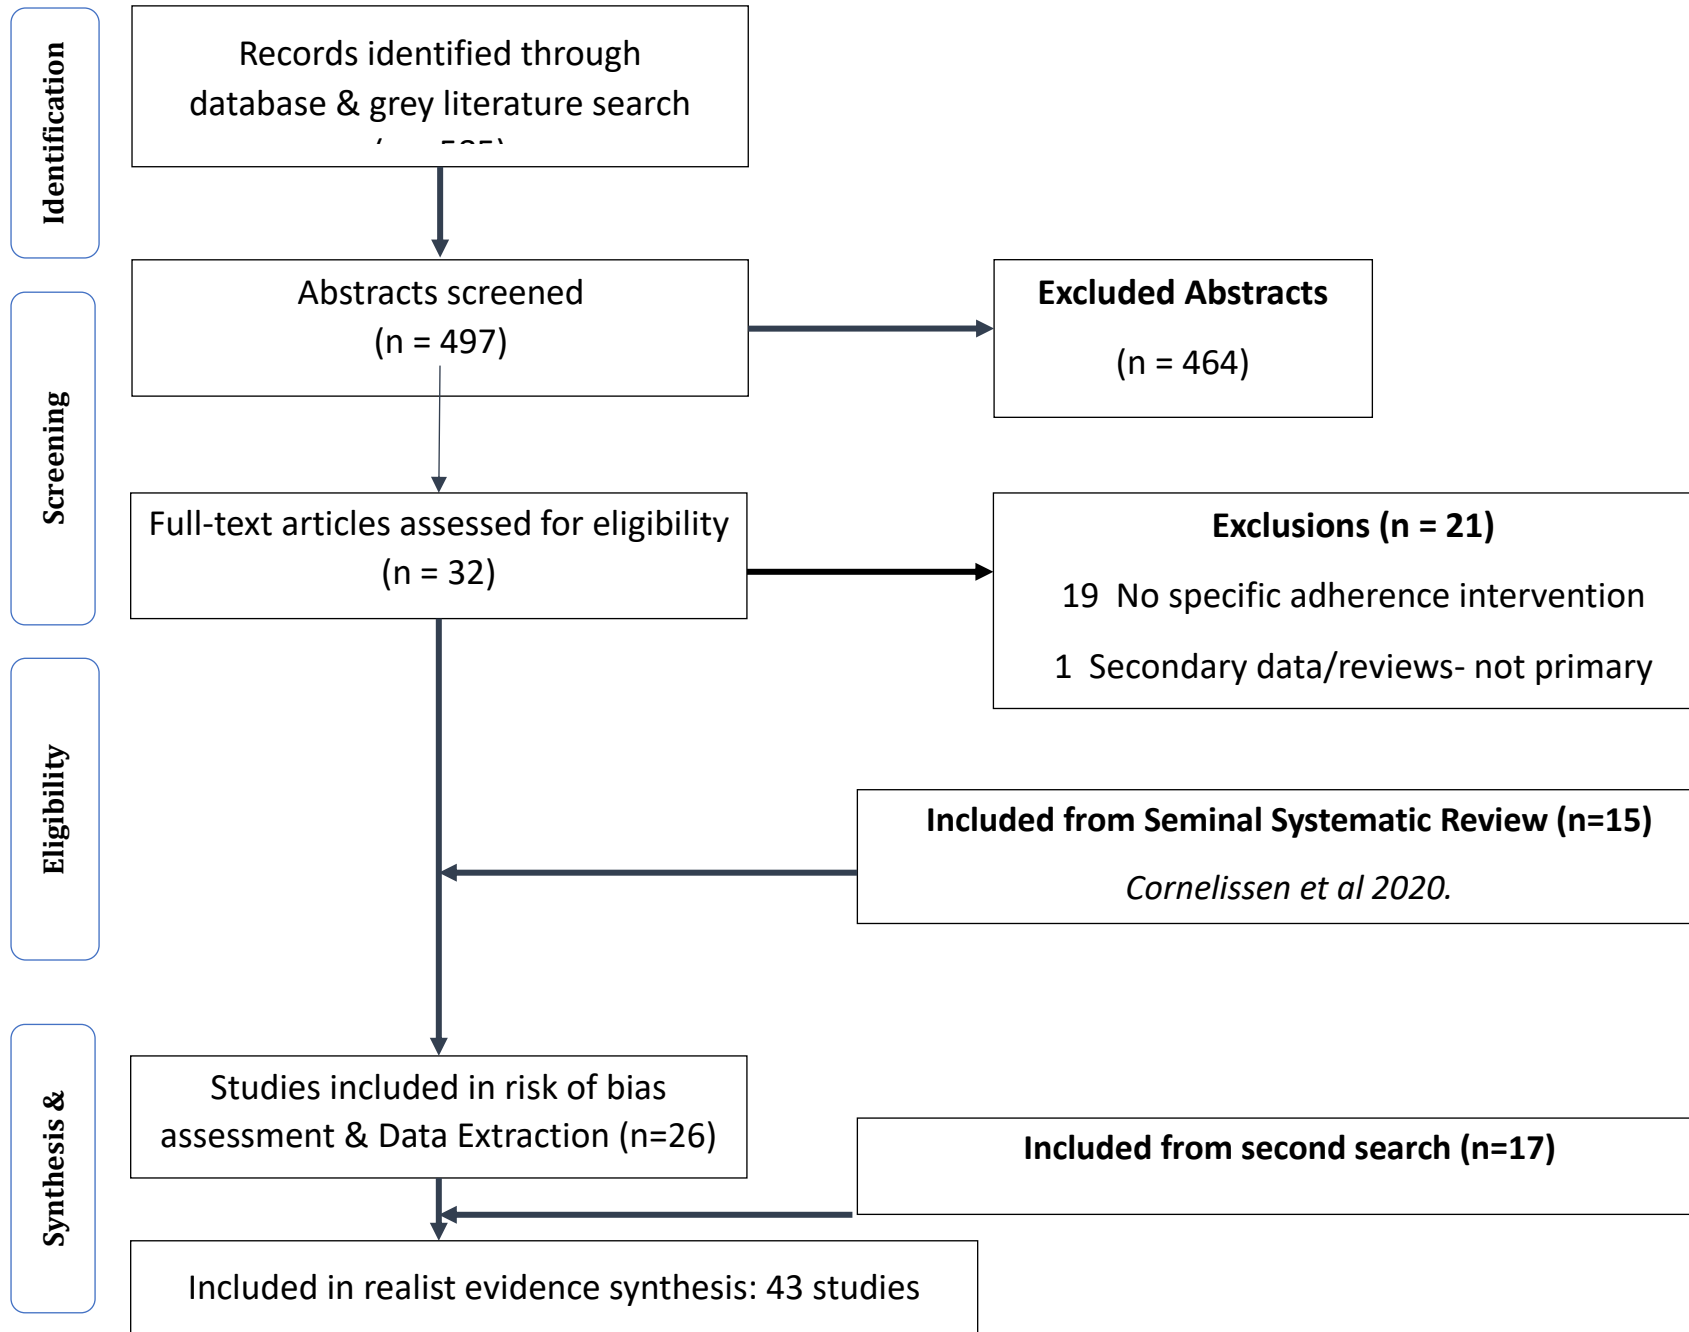 Identification
Records identified through
database & grey literature search
Abstracts screened
(n = 497)
Excluded Abstracts
(n = 464)
Screening
Full-text articles assessed for eligibility
(n = 32)
Exclusions (n = 21)
19 No specific adherence intervention
1 Secondary data/reviews- not primary
Eligibility
Included from Seminal Systematic Review (n=15)
Cornelissen et al 2020.
Synthesis &
Studies included in risk of bias
assessment & Data Extraction (n=26)
Included from second search (n=17)
Included in realist evidence synthesis: 43 studies